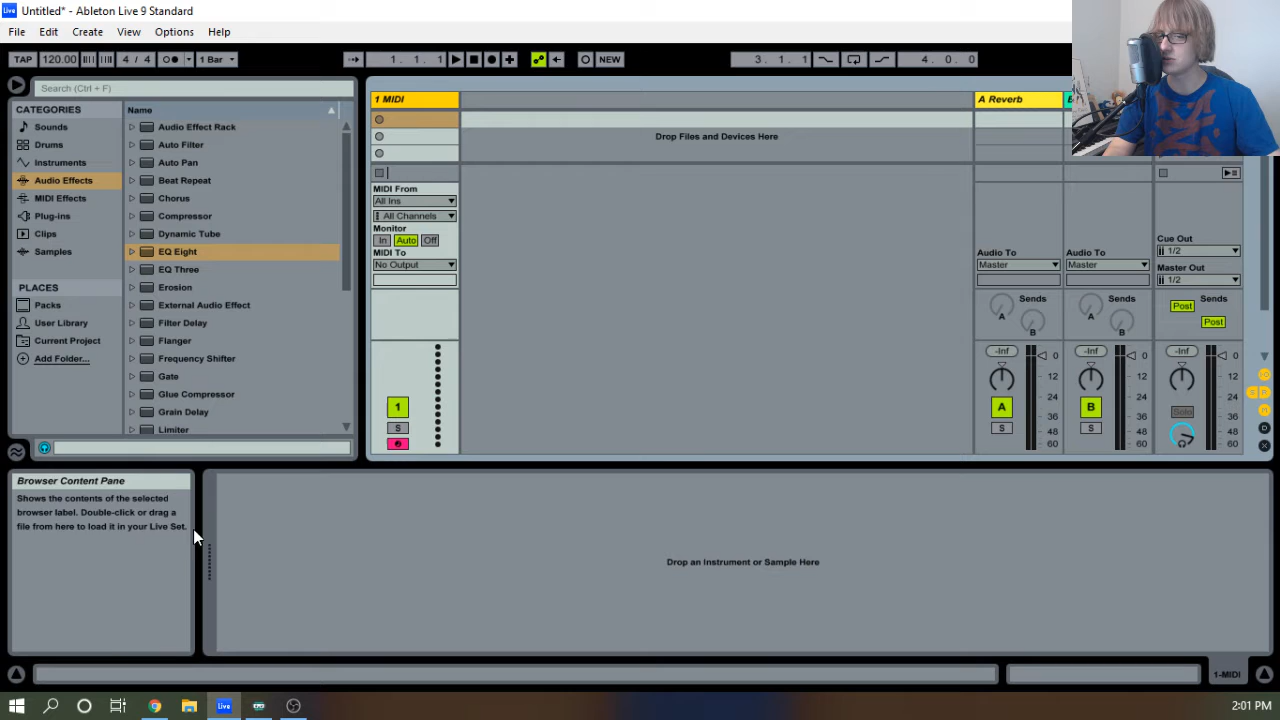 Live Untitled* - Ableton Live 9 Standard
File Edit Create View Options Help
TAP 120.00 4 / 4 1 Bar 1. 1. 1 NEW 3. 1. 1 4. 0. 0
Search (Ctrl + F)
CATEGORIES
Sounds
Drums
Instruments
Audio Effects
MIDI Effects
Plug-ins
Clips
Samples
PLACES
Packs
User Library
Current Project
Add Folder...
Name
Audio Effect Rack
Auto Filter
Auto Pan
Beat Repeat
Chorus
Compressor
Dynamic Tube
EQ Eight
EQ Three
Erosion
External Audio Effect
Filter Delay
Flanger
Frequency Shifter
Gate
Glue Compressor
Grain Delay
Limiter
1 MIDI
MIDI From
All Ins
All Channels
Monitor
In Auto Off
MIDI To
No Output
1
S
Drop Files and Devices Here
A Reverb
Audio To
Master
Sends
A
B
-Inf
0
12
24
36
48
60
A
S
Audio To
Master
Sends
A
B
-Inf
0
12
24
36
48
60
B
S
Cue Out
1/2
Master Out
1/2
Sends
Post
Post
-Inf
0
12
24
36
48
60
Solo
Browser Content Pane
Shows the contents of the selected
browser label. Double-click or drag a
file from here to load it in your Live Set.
Drop an Instrument or Sample Here
1-MIDI
Live
2:01 PM